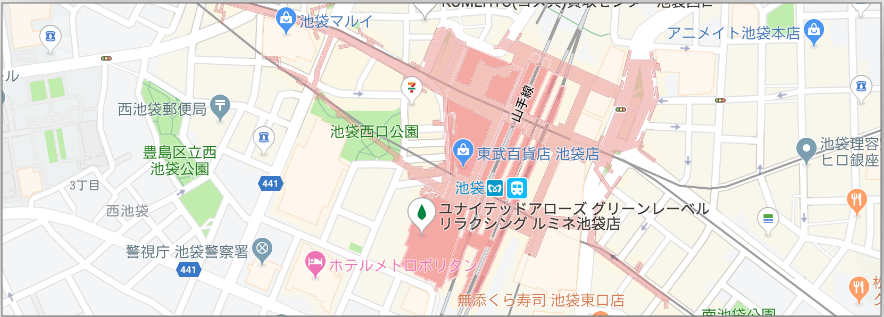 池袋マルイ
アニメイト池袋本店
山手線
西池袋郵便局
池袋西口公園
豊島区立西
池袋公園
東武百貨店 池袋店
池袋理容
ヒロ銀座
3丁目
441
池袋
西池袋
ユナイテッドアローズ グリーンレーベル
リラクシング ルミネ池袋店
警視庁 池袋警察署
441
ホテルメトロポリタン
無添くら寿司 池袋東口店
南池袋公園